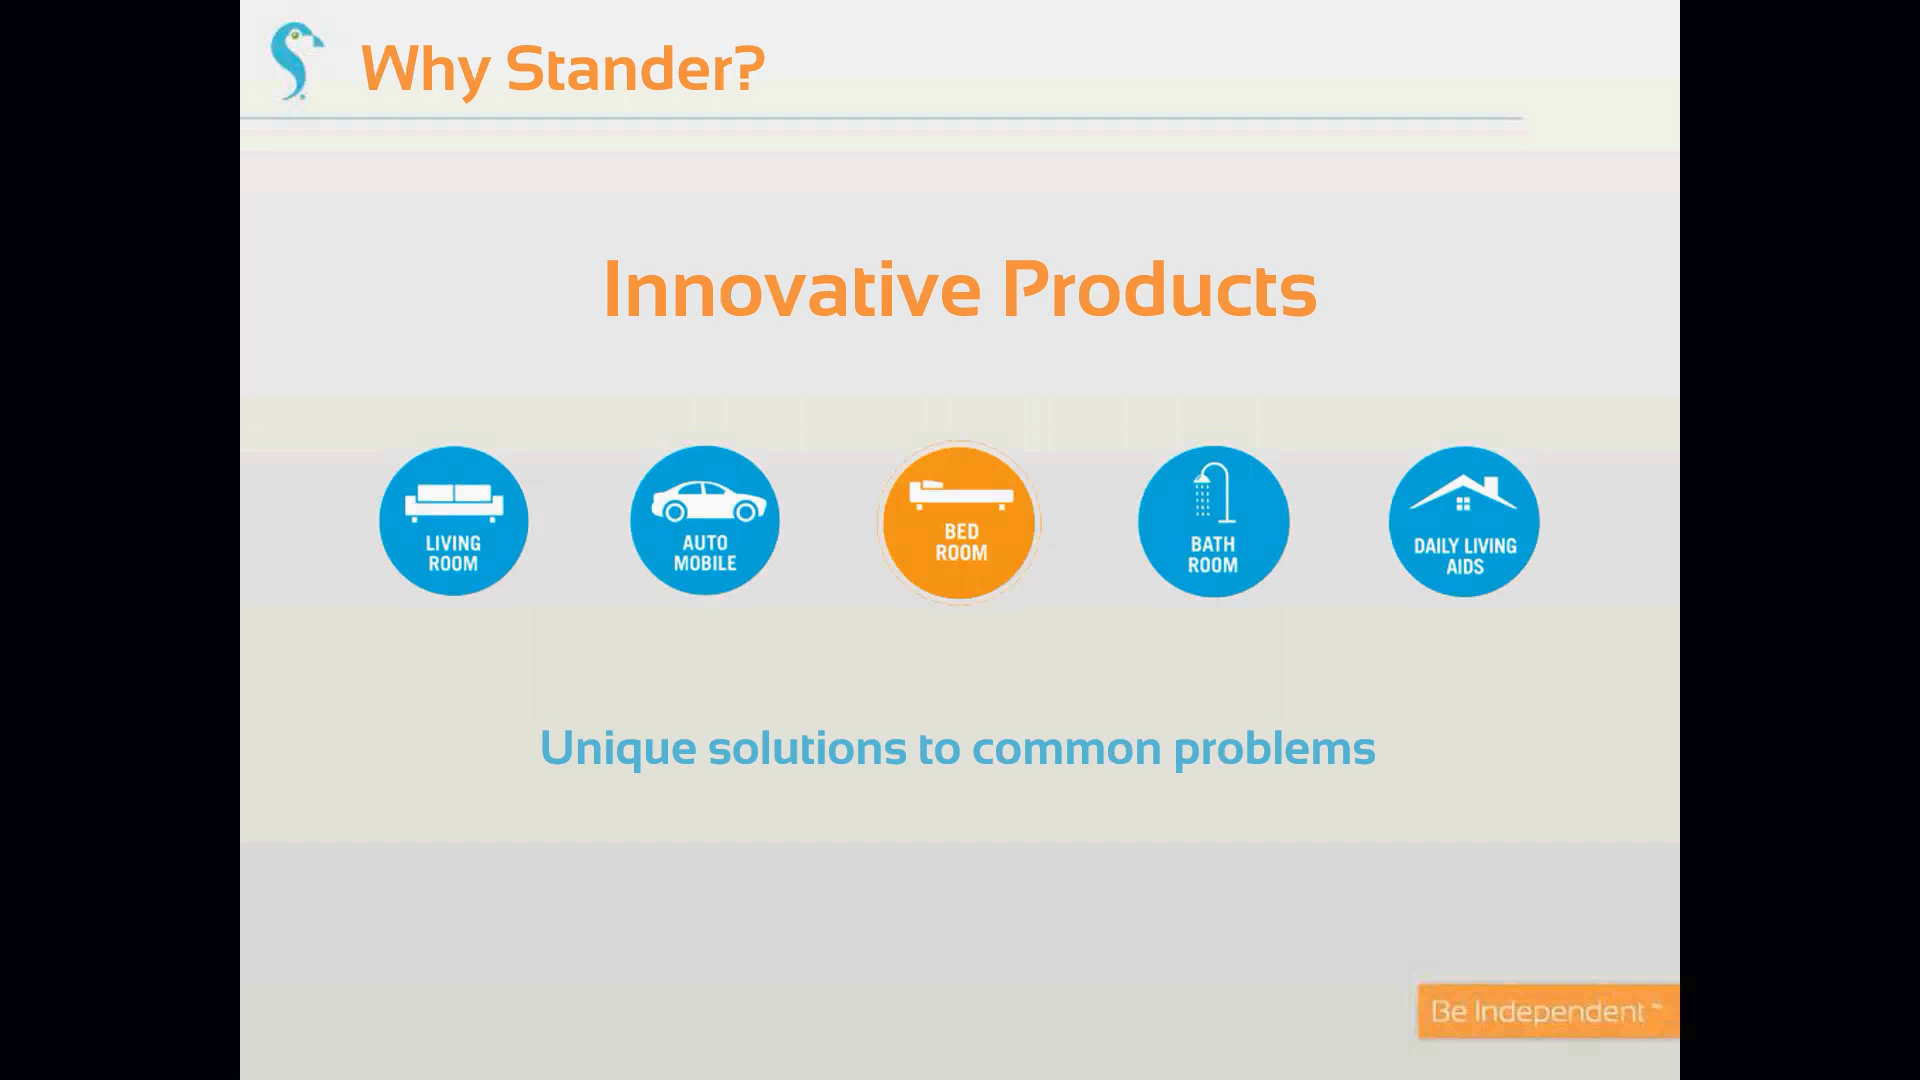 Why Stander?
Innovative Products
LIVING
ROOM
AUTO
MOBILE
BED
ROOM
BATH
ROOM
DAILY LIVING
AIDS
Unique solutions to common problems
Be Independent™